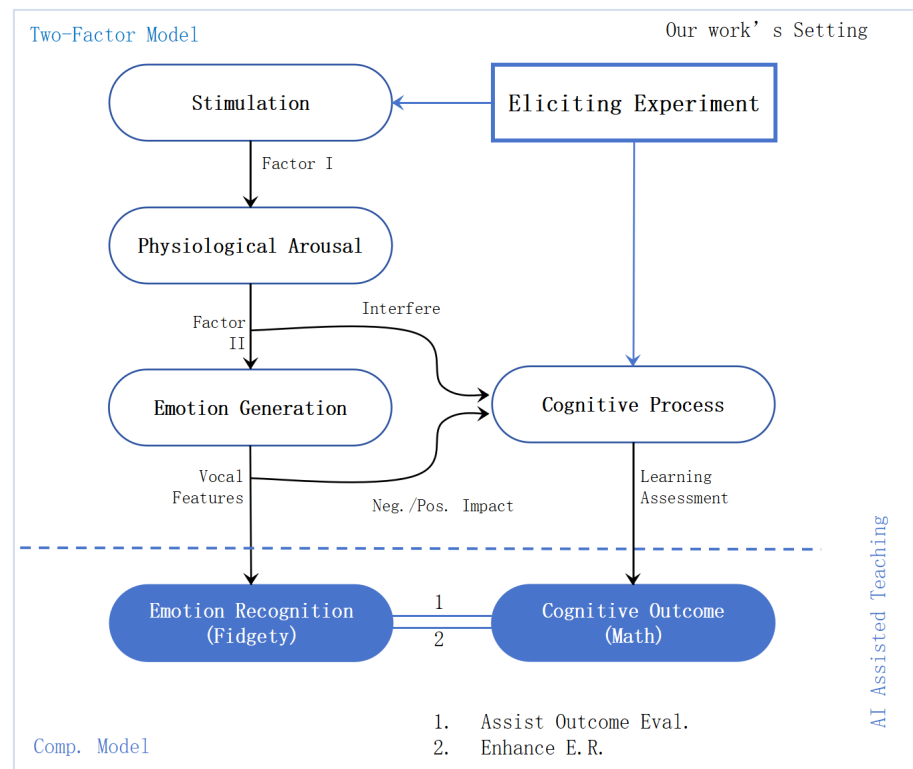 Two-Factor Model
Our work’s Setting
Stimulation
Eliciting Experiment
Factor I
Physiological Arousal
Interfere
Factor
II
Emotion Generation
Cognitive Process
Vocal
Features
Learning
Assessment
Neg./Pos. Impact
AI Assisted Teaching
Emotion Recognition
(Fidgety)
1
2
Cognitive Outcome
(Math)
1. Assist Outcome Eval.
2. Enhance E.R.
Comp. Model